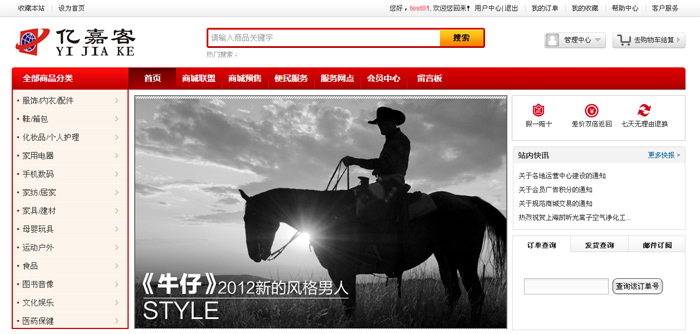 收藏本站 设为首页
您好，test01，欢迎您回来！ 用户中心|退出 我的订单 我的收藏 帮助中心 客户服务
亿嘉客
YI JIA KE
请输入商品关键字 搜索
热门搜索：
管理中心 去购物车结算
全部商品分类 首页 商城联盟 商城预售 便民服务 服务网点 会员中心 留言板
服饰/内衣/配件
鞋/箱包
化妆品/个人护理
家用电器
手机数码
家纺/居家
家具/建材
母婴玩具
运动户外
食品
图书音像
文化娱乐
医药保健
《牛仔》2012新的风格男人
STYLE
假一赔十 差价双倍返回 七天无理由退换
站内快讯 更多快报 >
关于各地运营中心建设的通知
关于会员广告积分的通知
关于规范商城交易的通知
热烈祝贺上海韵昕光离子空气净化工...
订单查询 发货查询 邮件订阅
查询该订单号